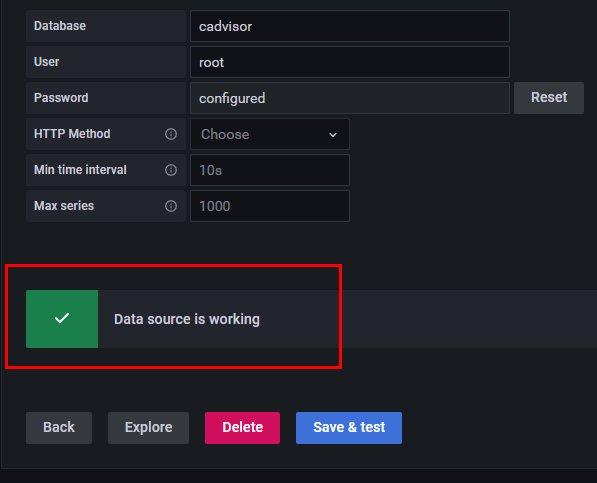 Database cadvisor
User root
Password configured Reset
HTTP Method Choose
Min time interval 10s
Max series 1000
Data source is working
Back Explore Delete Save & test